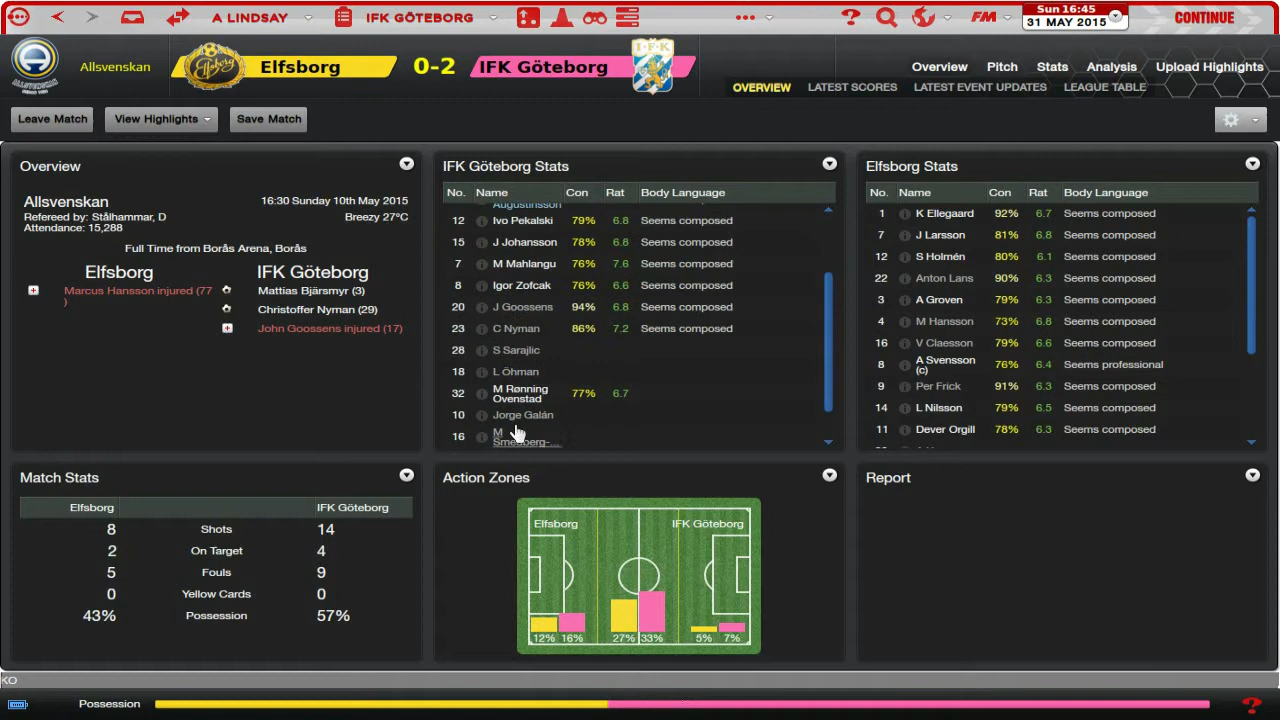 A LINDSAY
IFK GÖTEBORG
FM
Sun 16:45
31 MAY 2015
CONTINUE
Allsvenskan
Elfsborg
0-2
IFK Göteborg
Overview Pitch Stats Analysis Upload Highlights
OVERVIEW LATEST SCORES LATEST EVENT UPDATES LEAGUE TABLE
Leave Match View Highlights Save Match
Overview
Allsvenskan 16:30 Sunday 10th May 2015
Refereed by: Stålhammar, D Breezy 27°C
Attendance: 15,288
Full Time from Borås Arena, Borås
Elfsborg IFK Göteborg
Marcus Hansson injured (77
)
Mattias Bjärsmyr (3)
Christoffer Nyman (29)
John Goossens injured (17)
IFK Göteborg Stats
No. Name Con Rat Body Language
Augustinsson
12 Ivo Pekalski 79% 6.8 Seems composed
15 J Johansson 78% 6.8 Seems composed
7 M Mahlangu 76% 7.6 Seems composed
8 Igor Zofcak 76% 6.6 Seems composed
20 J Goossens 94% 6.8 Seems composed
23 C Nyman 86% 7.2 Seems composed
28 S Sarajlic
18 L Öhman
32 M Rønning Ovenstad 77% 6.7
10 Jorge Galán
16 M
Elfsborg Stats
No. Name Con Rat Body Language
1 K Ellegaard 92% 6.7 Seems composed
7 J Larsson 81% 6.8 Seems composed
12 S Holmén 80% 6.1 Seems composed
22 Anton Lans 90% 6.3 Seems composed
3 A Groven 79% 6.3 Seems composed
4 M Hansson 73% 6.8 Seems composed
16 V Claesson 79% 6.6 Seems composed
8 A Svensson (c) 76% 6.4 Seems professional
9 Per Frick 91% 6.3 Seems composed
14 L Nilsson 79% 6.5 Seems composed
11 Dever Orgill 78% 6.3 Seems composed
Match Stats
Elfsborg IFK Göteborg
8 Shots 14
2 On Target 4
5 Fouls 9
0 Yellow Cards 0
43% Possession 57%
Action Zones
Elfsborg IFK Göteborg
12% 16% 27% 33% 5% 7%
Report
KO
Possession